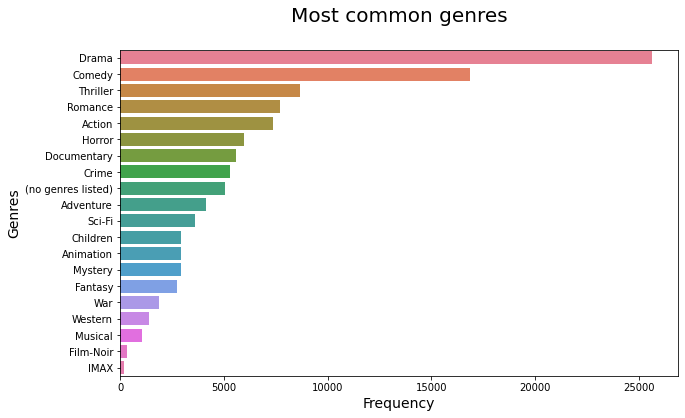 Most common genres
Genres
Drama
Comedy
Thriller
Romance
Action
Horror
Documentary
Crime
(no genres listed)
Adventure
Sci-Fi
Children
Animation
Mystery
Fantasy
War
Western
Musical
Film-Noir
IMAX
0 5000 10000 15000 20000 25000
Frequency